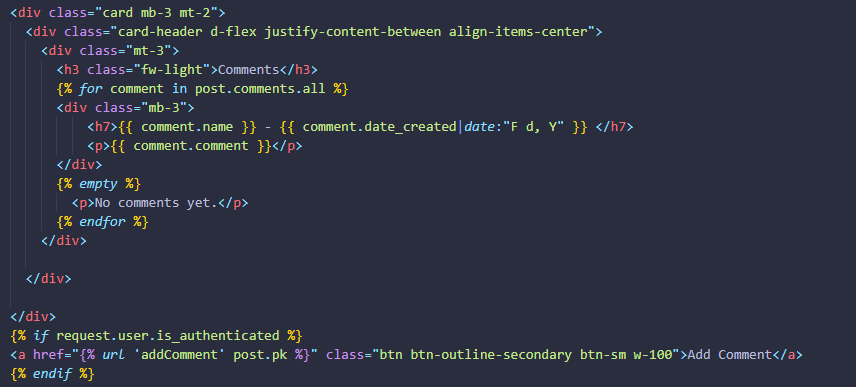 <div class="card mb-3 mt-2">
<div class="card-header d-flex justify-content-between align-items-center">
<div class="mt-3">
<h3 class="fw-light">Comments</h3>
{% for comment in post.comments.all %}
<div class="mb-3">
<h7>{{ comment.name }} - {{ comment.date_created|date:"F d, Y" }} </h7>
<p>{{ comment.comment }}</p>
</div>
{% empty %}
<p>No comments yet.</p>
{% endfor %}
</div>
</div>
</div>
{% if request.user.is_authenticated %}
<a href="{% url 'addComment' post.pk %}" class="btn btn-outline-secondary btn-sm w-100">Add Comment</a>
{% endif %}